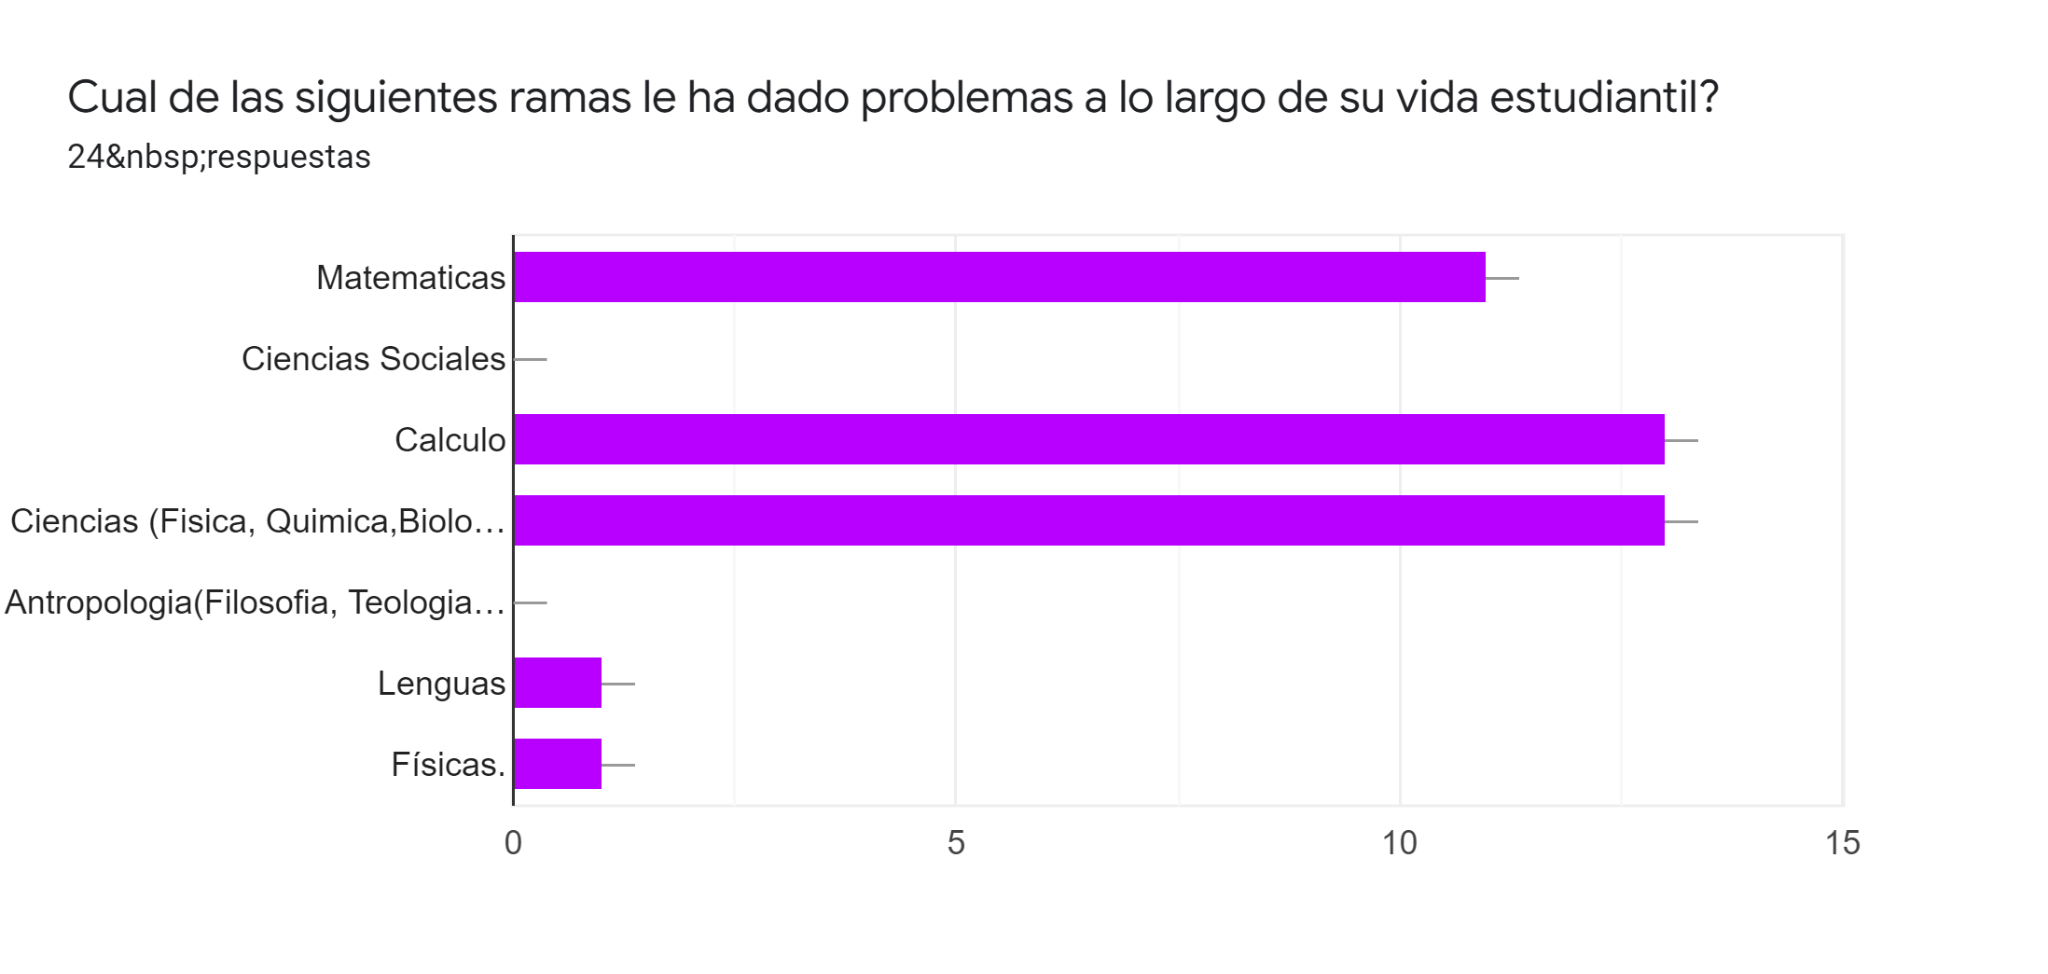 Cual de las siguientes ramas le ha dado problemas a lo largo de su vida estudiantil?
24&nbsp;respuestas
Matematicas
Ciencias Sociales
Calculo
Ciencias (Fisica, Quimica,Biolo…
Antropologia(Filosofia, Teologia…
Lenguas
Físicas.
0 5 10 15